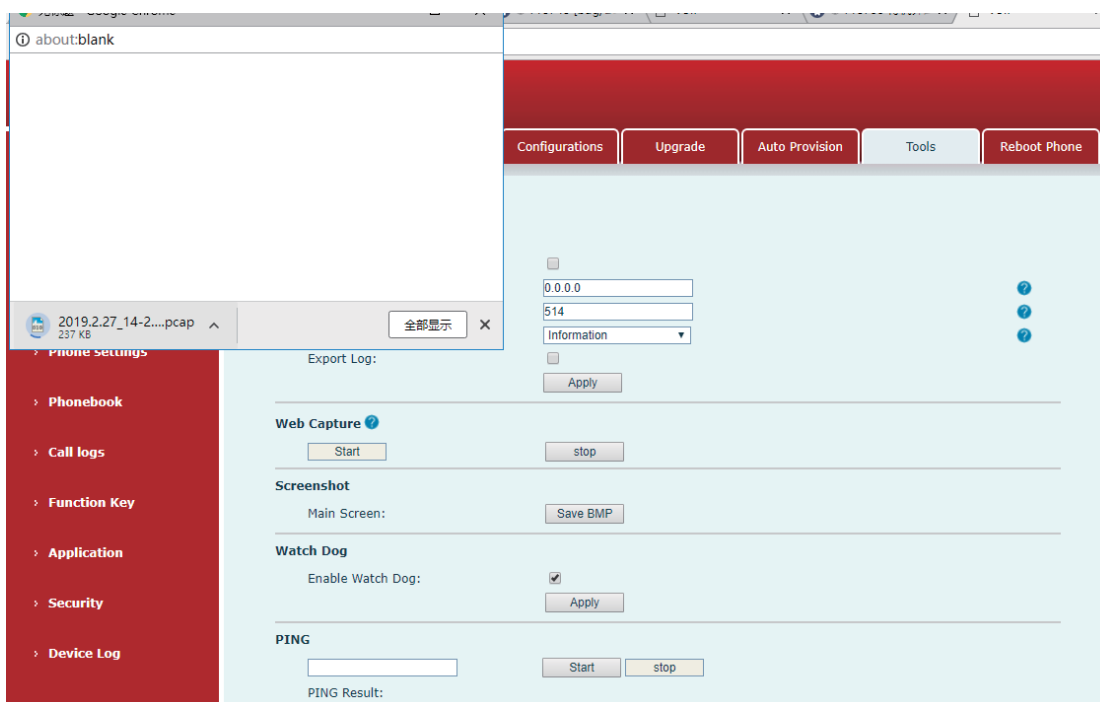 about:blank
Configurations
Upgrade
Auto Provision
Tools
Reboot Phone
0.0.0.0
514
Information
2019.2.27_14-2....pcap
237 KB
全部显示
Phone settings
Export Log:
Apply
Phonebook
Web Capture
Call logs
Start
stop
Screenshot
Function Key
Main Screen:
Save BMP
Watch Dog
Application
Enable Watch Dog:
Security
Apply
PING
Device Log
Start
stop
PING Result: